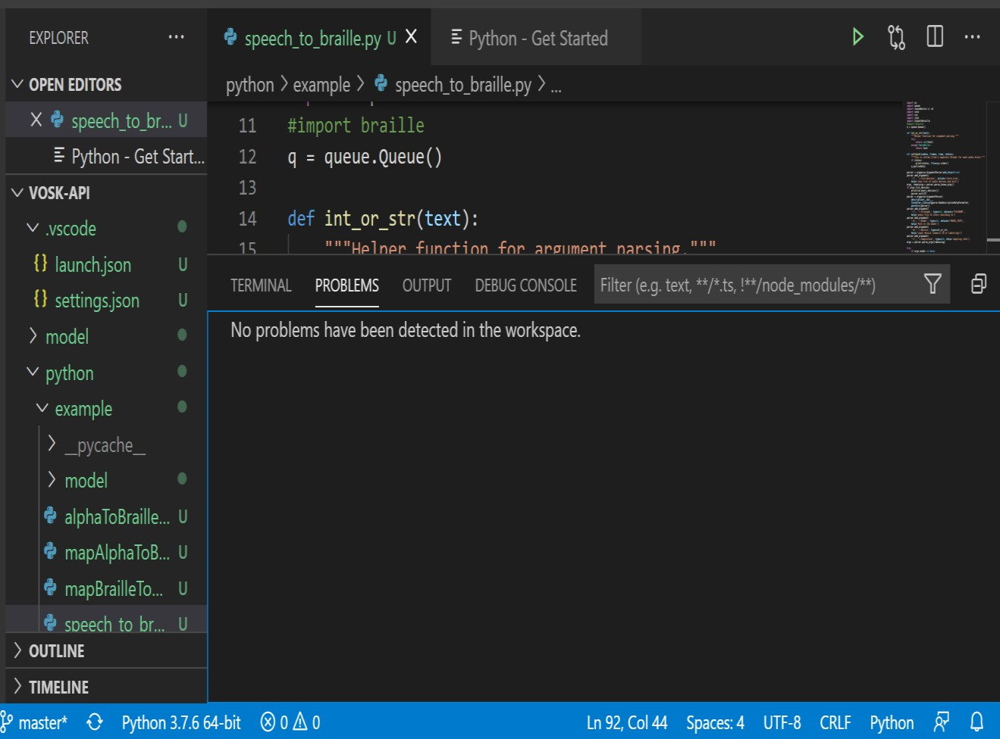 EXPLORER ...
speech_to_braille.py U
Python - Get Started
OPEN EDITORS
speech_to_br... U
Python - Get Start...
VOSK-API
.vscode
{} launch.json U
{} settings.json U
model
python
example
__pycache__
model
alphaToBraille... U
mapAlphaToB... U
mapBrailleTo... U
speech_to_br... U
OUTLINE
TIMELINE
python > example > speech_to_braille.py > ...
11 #import braille
12 q = queue.Queue()
13
14 def int_or_str(text):
15 """Helper function for argument parsing."""
TERMINAL PROBLEMS OUTPUT DEBUG CONSOLE Filter (e.g. text, **/*.ts, !**/node_modules/**)
No problems have been detected in the workspace.
master* Python 3.7.6 64-bit 0 0 Ln 92, Col 44 Spaces: 4 UTF-8 CRLF Python